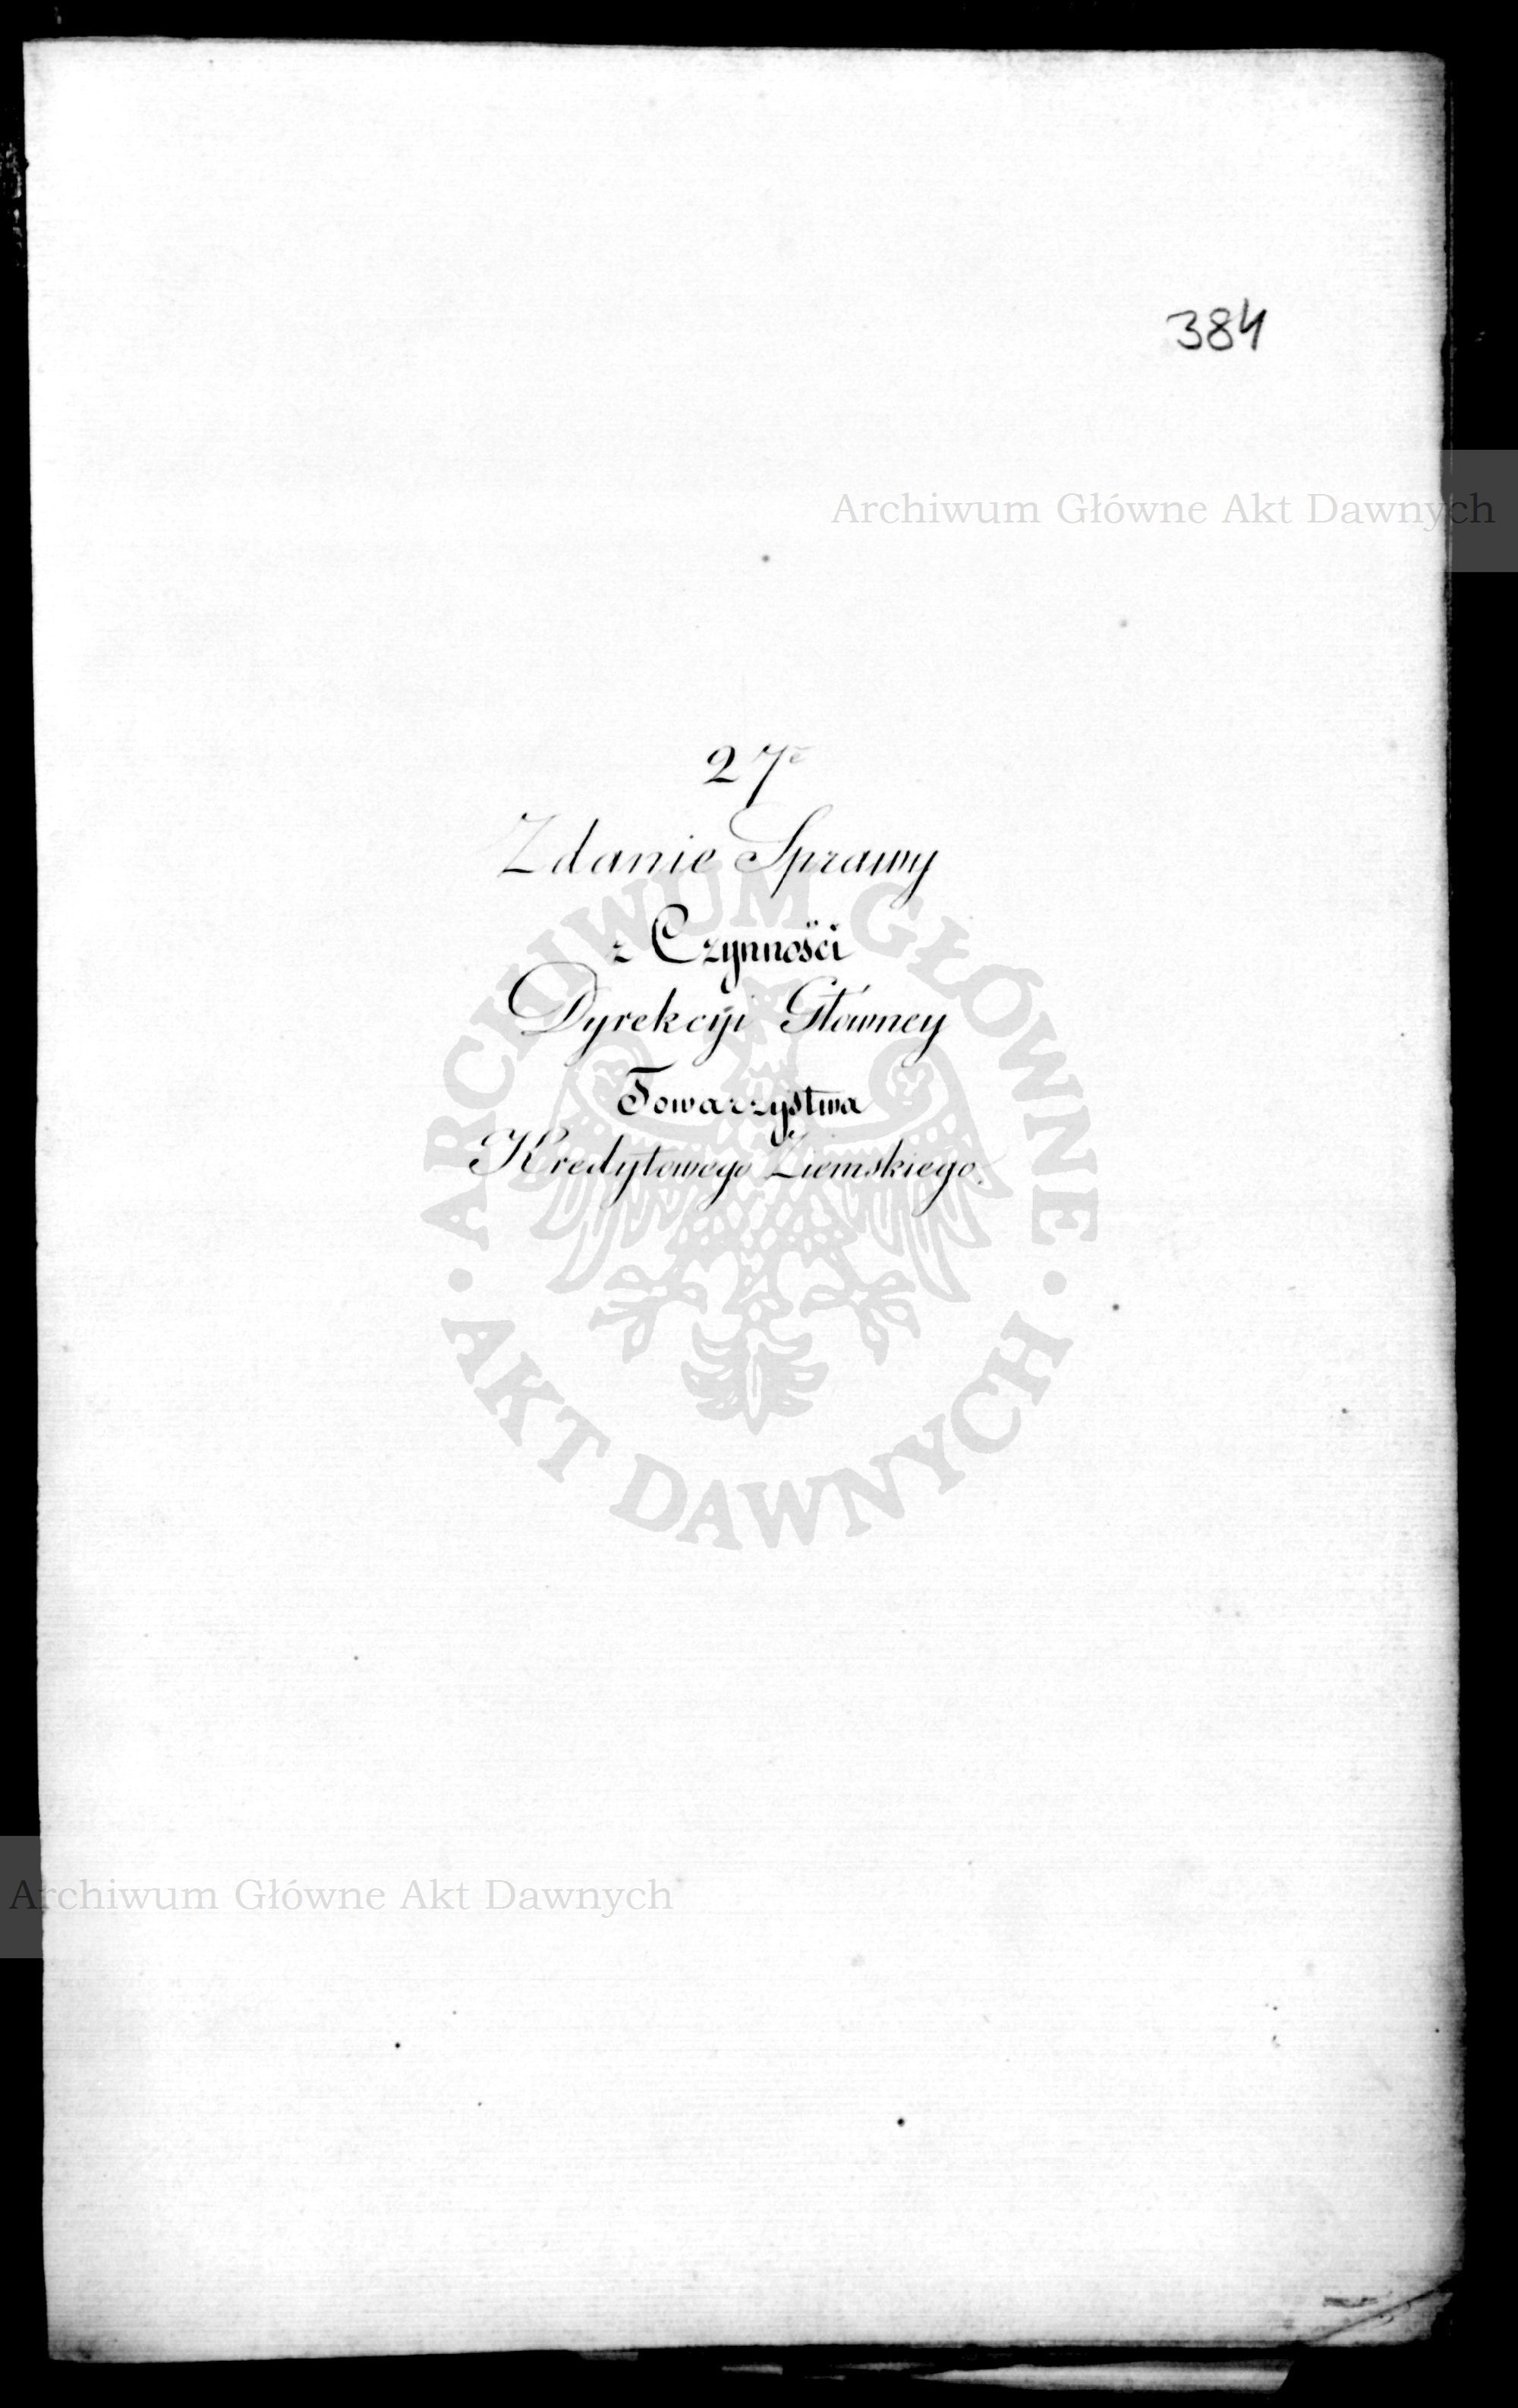 384
Archiwum Główne Akt Dawnych
27e
Zdanie Sprawy
z Czynności
Dyrekcyi Główney
Towarzystwa
Kredytowego Ziemskiego.
ARCHIWUM GŁÓWNE
AKT DAWNYCH
Archiwum Główne Akt Dawnych